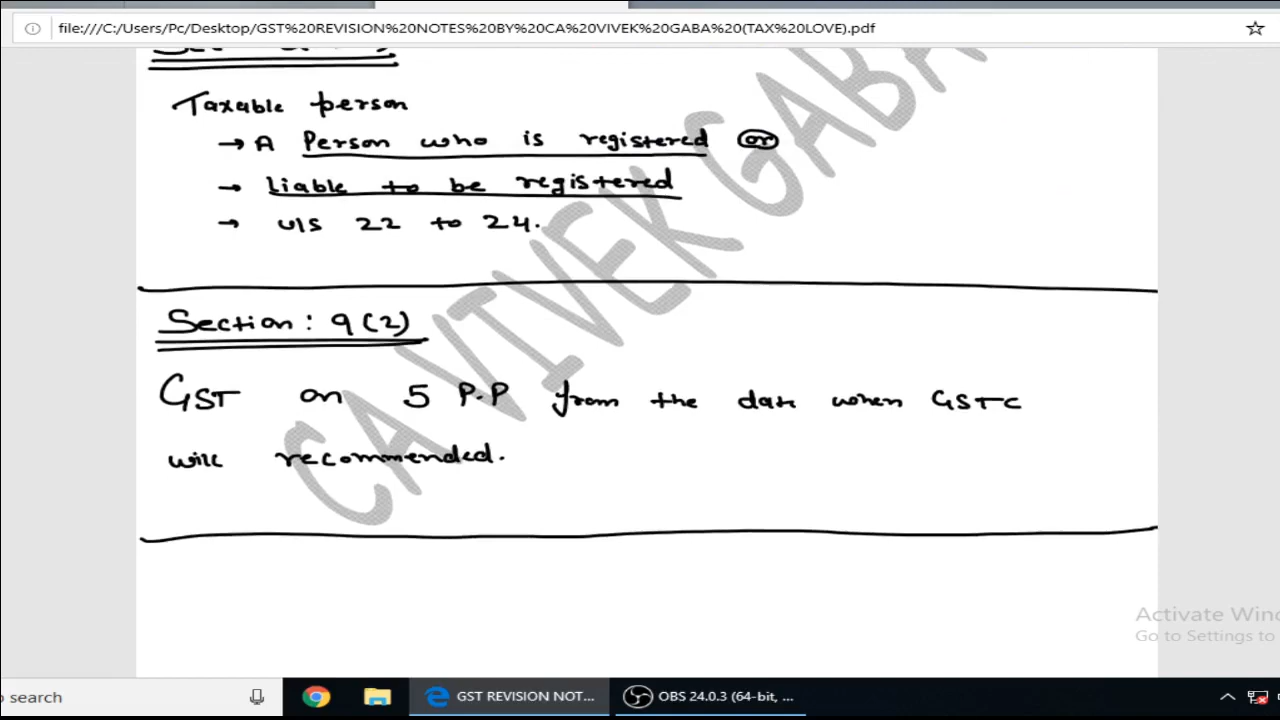 file:///C:/Users/Pc/Desktop/GST%20REVISION%20NOTES%20BY%20CA%20VIVEK%20GABA%20(TAX%20LOVE).pdf
Taxable person
→ A Person who is registered or
→ Liable to be registered
→ U/S 22 to 24.
Section: 9(2)
GST on 5 P.P from the date when GSTC
will recommended.
CA VIVEK GABA
Activate Wind
Go to Settings to
o search
GST REVISION NOT...
OBS 24.0.3 (64-bit, ...